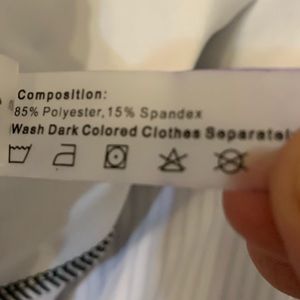 Composition:
85% Polyester, 15% Spandex
Wash Dark Colored Clothes Separatel